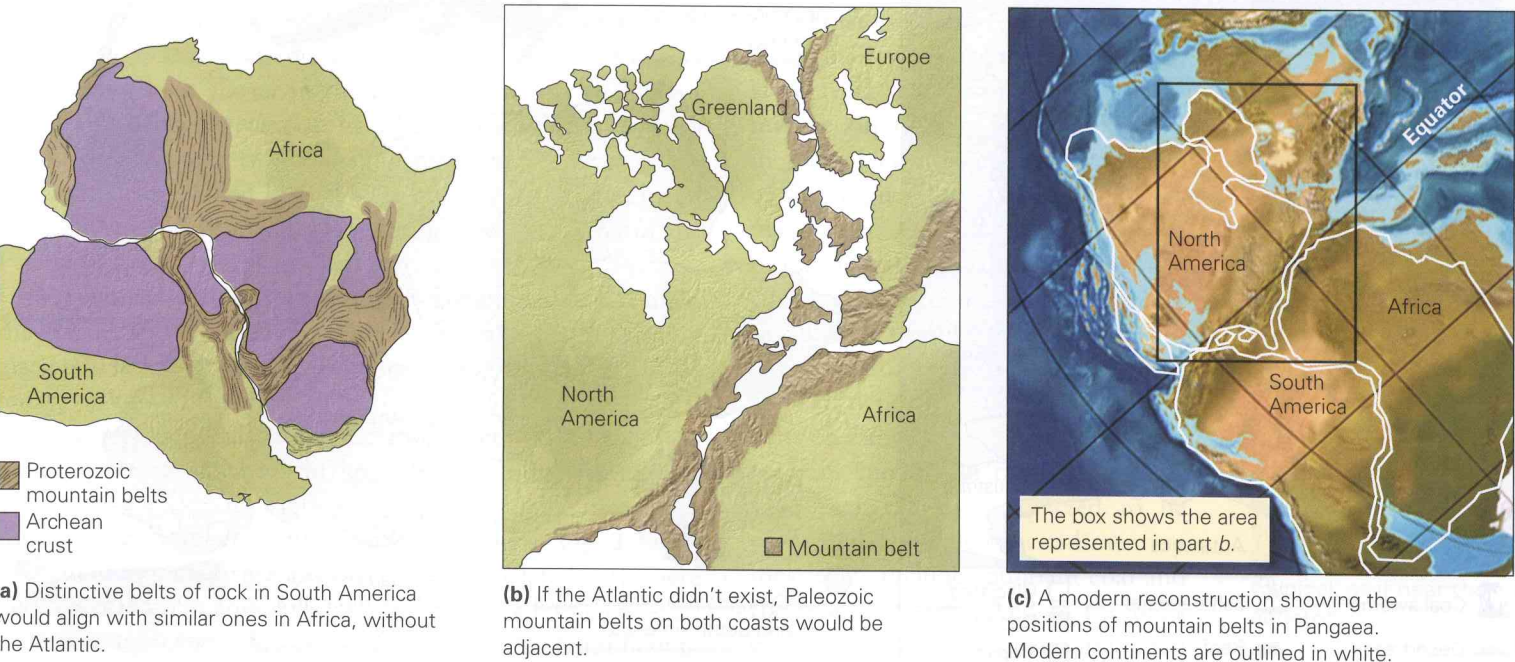 Africa
South
America
Proterozoic
mountain belts
Archean
crust
a) Distinctive belts of rock in South America
would align with similar ones in Africa, without
he Atlantic.
Europe
Greenland
North
America
Africa
Mountain belt
(b) If the Atlantic didn't exist, Paleozoic
mountain belts on both coasts would be
adjacent.
Equator
North
America
Africa
South
America
The box shows the area
represented in part b.
(c) A modern reconstruction showing the
positions of mountain belts in Pangaea.
Modern continents are outlined in white.